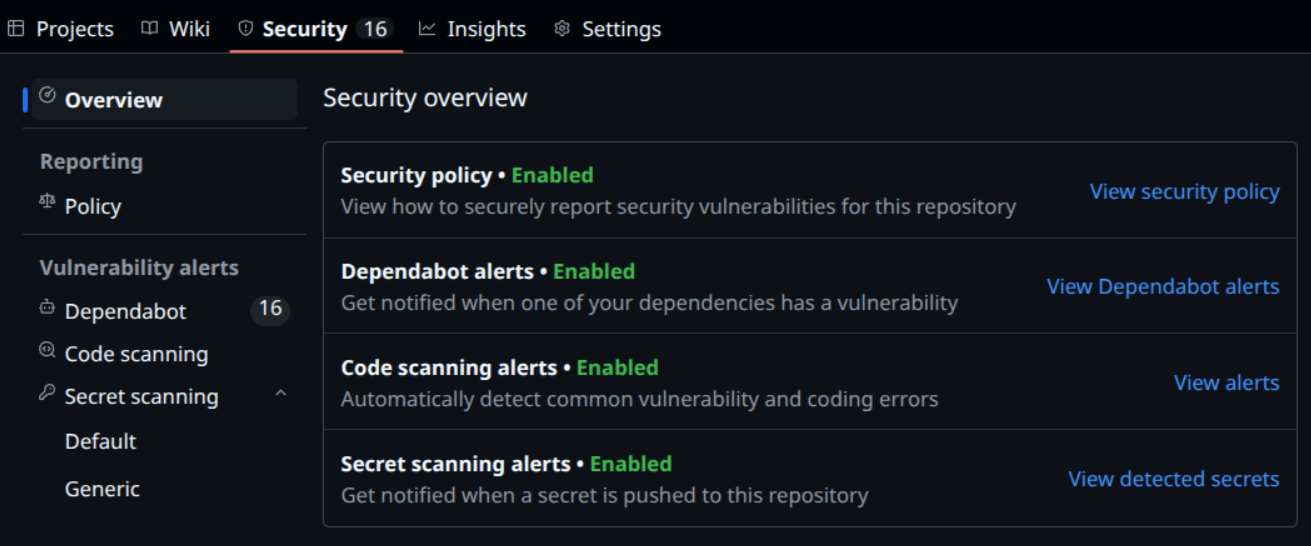 Projects Wiki Security 16 Insights Settings
Overview
Reporting
Policy
Vulnerability alerts
Dependabot 16
Code scanning
Secret scanning
Default
Generic
Security overview
Security policy • Enabled
View how to securely report security vulnerabilities for this repository
View security policy
Dependabot alerts • Enabled
Get notified when one of your dependencies has a vulnerability
View Dependabot alerts
Code scanning alerts • Enabled
Automatically detect common vulnerability and coding errors
View alerts
Secret scanning alerts • Enabled
Get notified when a secret is pushed to this repository
View detected secrets